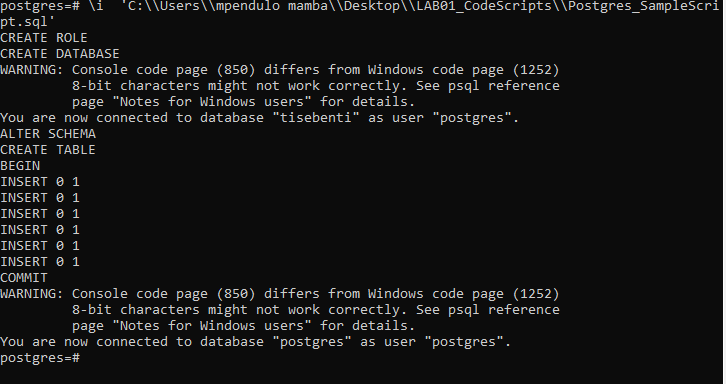 postgres=# \i  'C:\\Users\\mpendulo mamba\\Desktop\\LAB01_CodeScripts\\Postgres_SampleScri
pt.sql'
CREATE ROLE
CREATE DATABASE
WARNING: Console code page (850) differs from Windows code page (1252)
         8-bit characters might not work correctly. See psql reference
         page "Notes for Windows users" for details.
You are now connected to database "tisebenti" as user "postgres".
ALTER SCHEMA
CREATE TABLE
BEGIN
INSERT 0 1
INSERT 0 1
INSERT 0 1
INSERT 0 1
INSERT 0 1
INSERT 0 1
COMMIT
WARNING: Console code page (850) differs from Windows code page (1252)
         8-bit characters might not work correctly. See psql reference
         page "Notes for Windows users" for details.
You are now connected to database "postgres" as user "postgres".
postgres=#